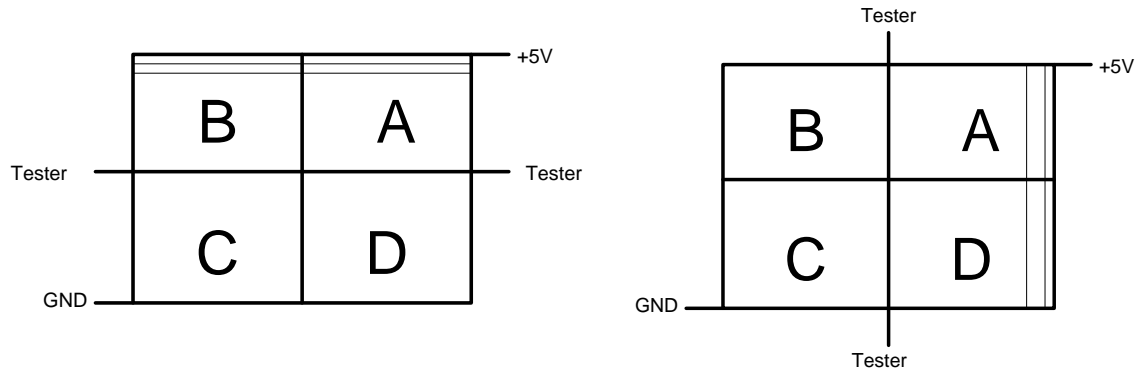 +5V
B A
Tester Tester
C D
GND
Tester
+5V
B A
C D
GND
Tester